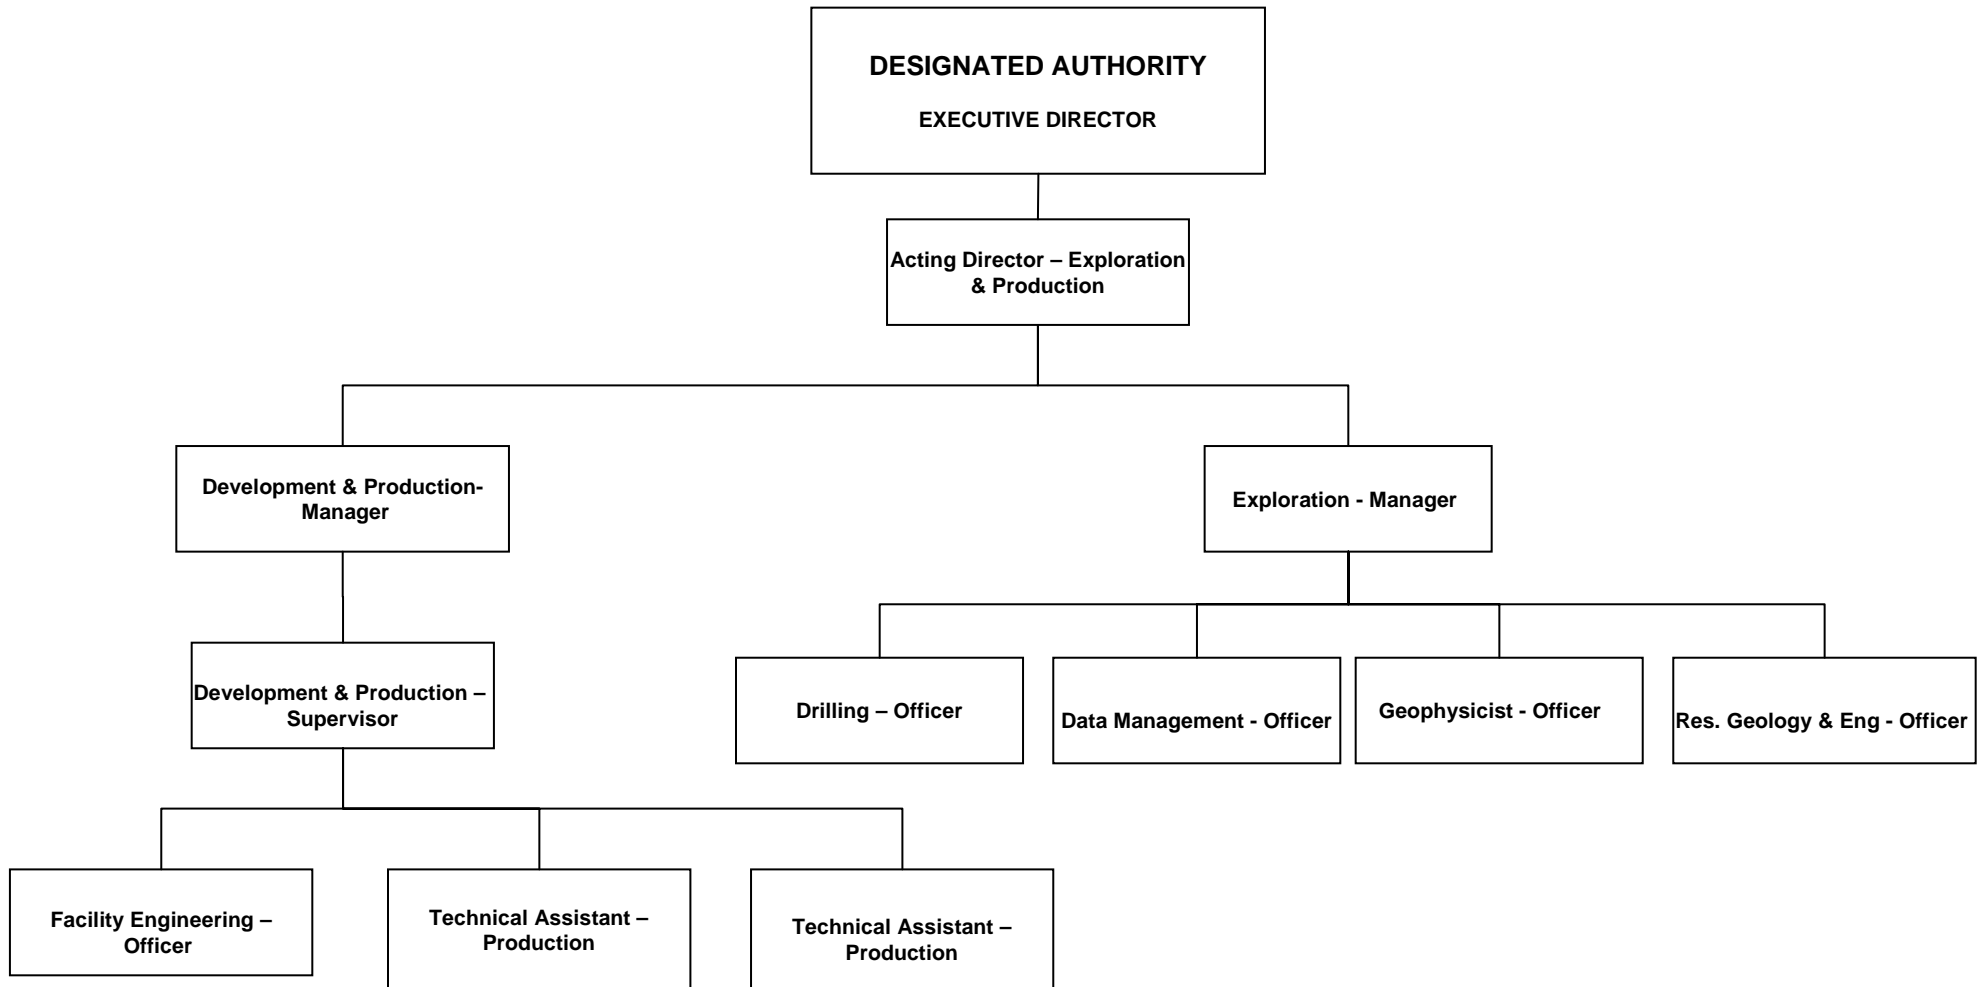 DESIGNATED AUTHORITY
EXECUTIVE DIRECTOR
Acting Director – Exploration
& Production
Development & Production-
Manager
Exploration - Manager
Development & Production –
Supervisor
Drilling – Officer
Data Management - Officer
Geophysicist - Officer
Res. Geology & Eng - Officer
Facility Engineering –
Officer
Technical Assistant –
Production
Technical Assistant –
Production